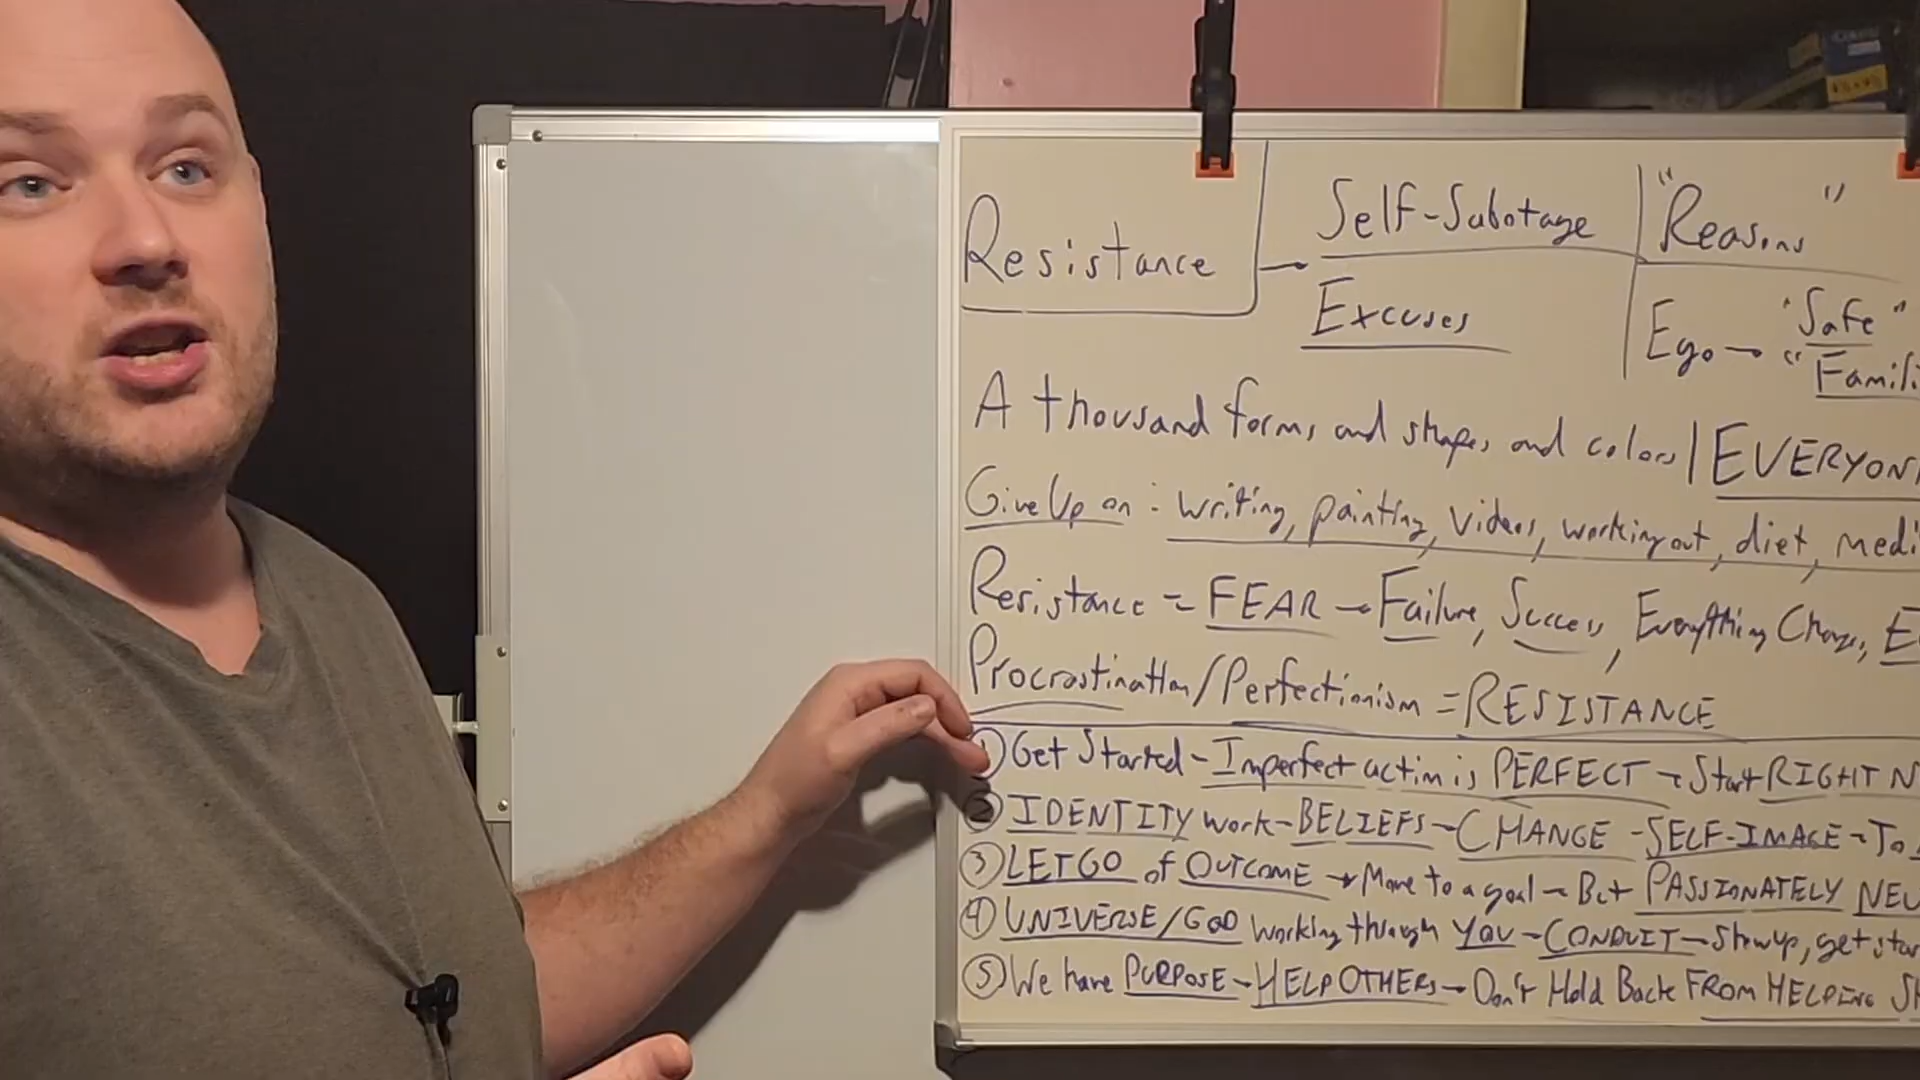 Resistance → Self-Sabotage | "Reasons"
Excuses | Ego → "Safe"
"Famili
A thousand forms and shapes and colors | EVERYON
Give Up on: writing, painting, videos, working out, diet, medi
Resistance = FEAR → Failure, Success, Everything Change, E
Procrastination/Perfectionism = RESISTANCE
① Get Started - Imperfect action is PERFECT → Start RIGHT N
② IDENTITY work - BELIEFS → CHANGE - SELF-IMAGE → To
③ LET GO of OUTCOME → Move to a goal - But PASSIONATELY NEU
④ UNIVERSE/GOD working through YOU - CONDUIT - Show up, get star
⑤ We have PURPOSE - HELP OTHERS → Don't Hold Back FROM HELPING